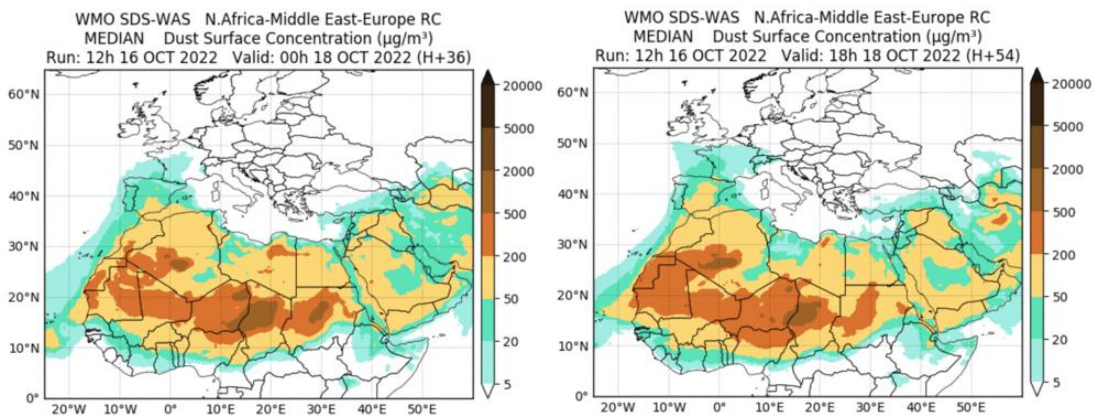 WMO SDS-WAS N.Africa-Middle East-Europe RC
MEDIAN Dust Surface Concentration (µg/m³)
Run: 12h 16 OCT 2022 Valid: 00h 18 OCT 2022 (H+36)
60°N
50°N
40°N
30°N
20°N
10°N
0°
20°W
10°W
0°
10°E
20°E
30°E
40°E
50°E
20000
5000
2000
500
200
50
20
5
WMO SDS-WAS N.Africa-Middle East-Europe RC
MEDIAN Dust Surface Concentration (µg/m³)
Run: 12h 16 OCT 2022 Valid: 18h 18 OCT 2022 (H+54)
60°N
50°N
40°N
30°N
20°N
10°N
0°
20°W
10°W
0°
10°E
20°E
30°E
40°E
50°E
20000
5000
2000
500
200
50
20
5